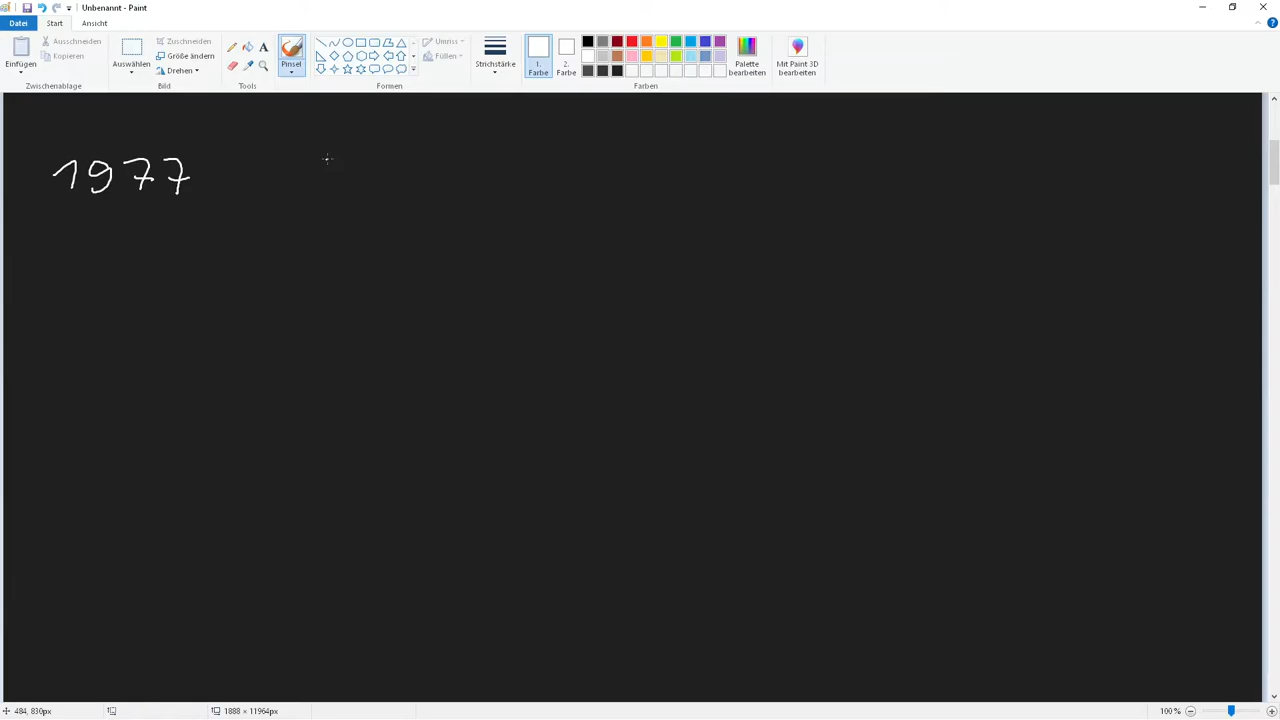 Unbenannt - Paint
Datei Start Ansicht
Einfügen
Ausschneiden
Kopieren
Zwischenablage
Auswählen
Zuschneiden
Größe ändern
Drehen
Bild
A
Tools
Pinsel
Umriss
Füllen
Formen
Strichstärke
1. Farbe
2. Farbe
Palette bearbeiten
Mit Paint 3D bearbeiten
Farben
1977
484, 830px
1888 × 11964px
100 %